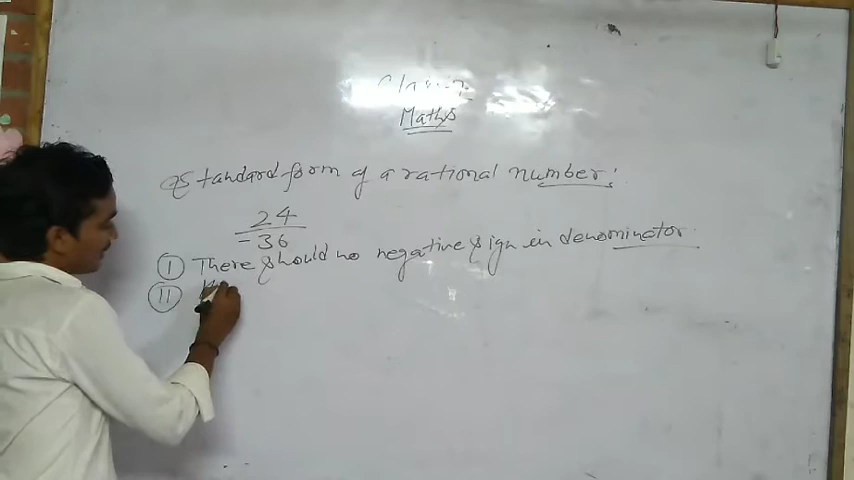 Maths
Standard form of a rational number:
24
-36
I There should no negative sign in denominator
II